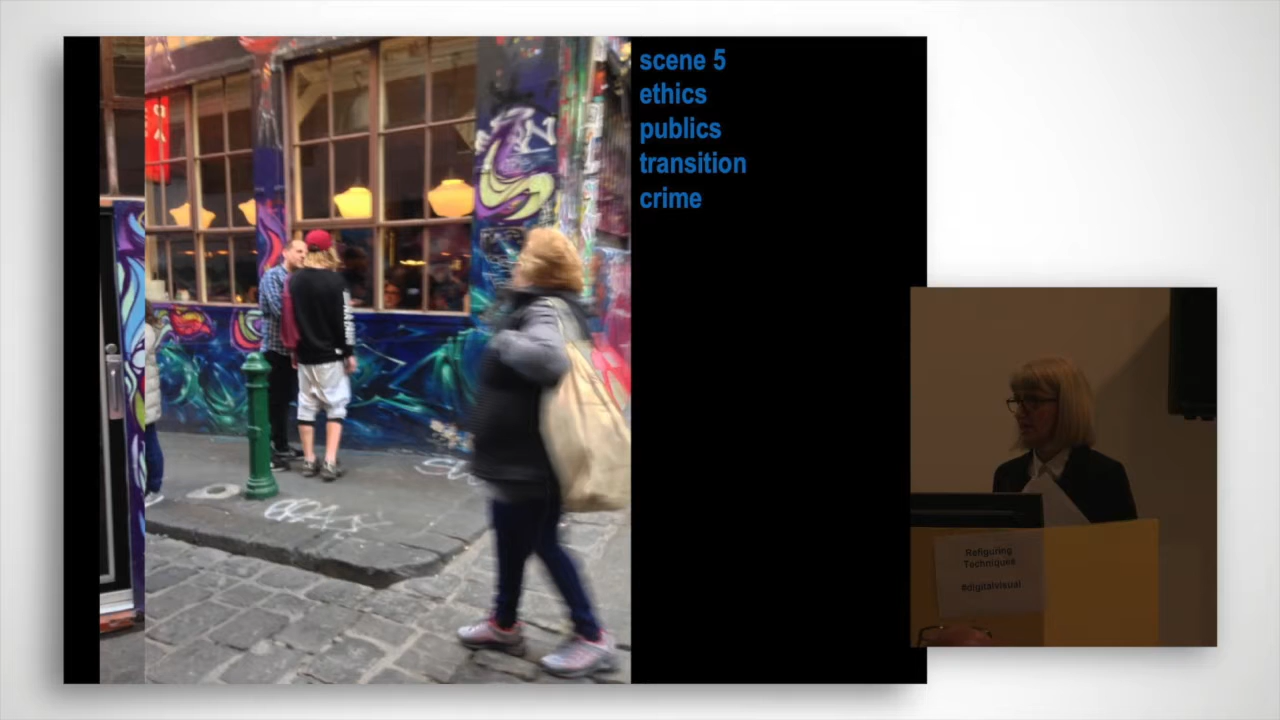 scene 5
ethics
publics
transition
crime
Refiguring
Techniques
#digitalvisual